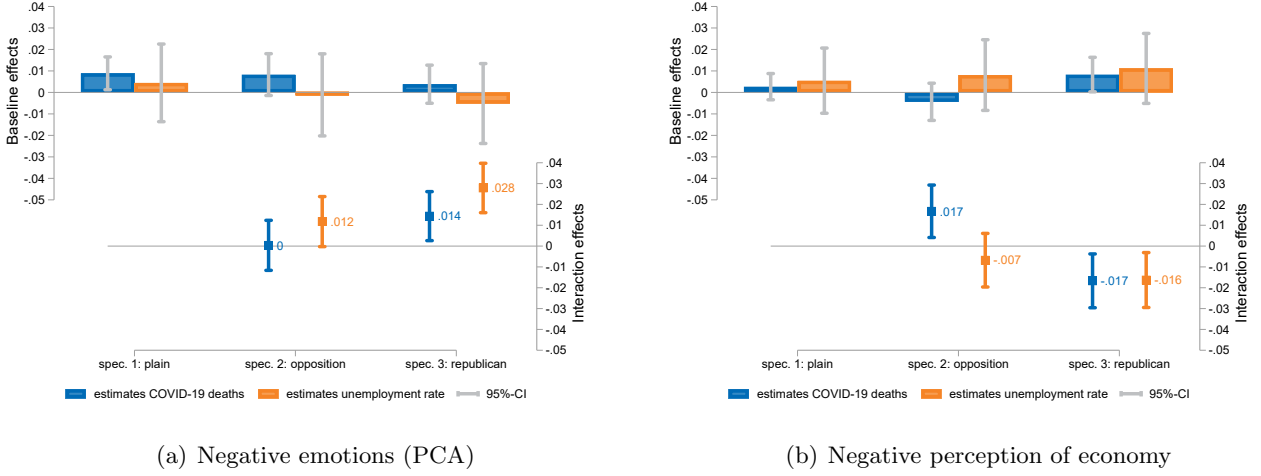 .04
.03
.02
.01
0
-.01
-.02
-.03
-.04
-.05
Baseline effects
.04
.03
.02
.01
0
-.01
-.02
-.03
-.04
-.05
Interaction effects
0
.012
.014
.028
spec. 1: plain
spec. 2: opposition
spec. 3: republican
estimates COVID-19 deaths
estimates unemployment rate
95%-CI
(a) Negative emotions (PCA)
.04
.03
.02
.01
0
-.01
-.02
-.03
-.04
-.05
Baseline effects
.04
.03
.02
.01
0
-.01
-.02
-.03
-.04
-.05
Interaction effects
.017
-.007
-.017
-.016
spec. 1: plain
spec. 2: opposition
spec. 3: republican
estimates COVID-19 deaths
estimates unemployment rate
95%-CI
(b) Negative perception of economy